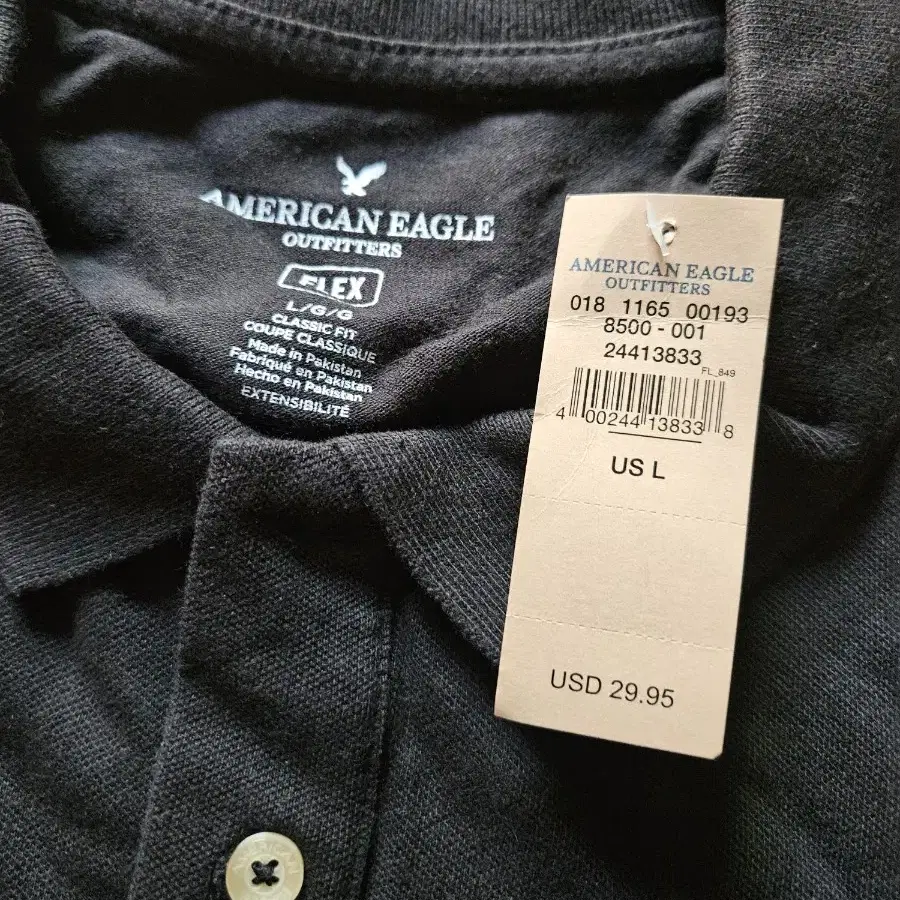 AMERICAN EAGLE
OUTFITTERS
FLEX
L/G/G
CLASSIC FIT
COUPE CLASSIQUE
Made in Pakistan
Fabriqué en Pakistan
Hecho en Pakistan
EXTENSIBILITÉ
AMERICAN EAGLE
OUTFITTERS
018 1165 00193
8500 - 001
24413833
FL_849
4 00244 13833 8
US L
USD 29.95
AMERICAN